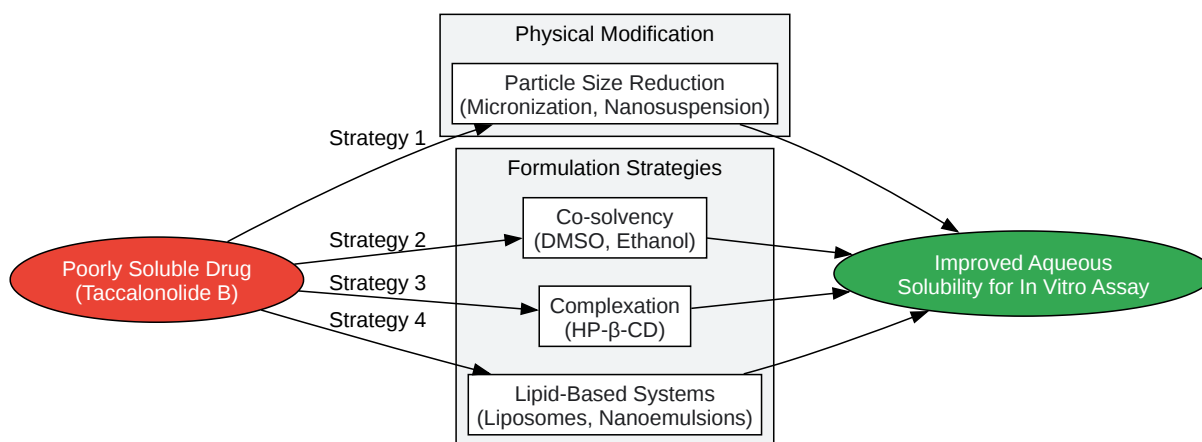 Physical Modification
Particle Size Reduction
(Micronization, Nanosuspension)
Strategy 1
Formulation Strategies
Co-solvency
(DMSO, Ethanol)
Strategy 2
Poorly Soluble Drug
(Taccalonolide B)
Improved Aqueous
Solubility for In Vitro Assay
Strategy 3
Complexation
(HP-β-CD)
Strategy 4
Lipid-Based Systems
(Liposomes, Nanoemulsions)